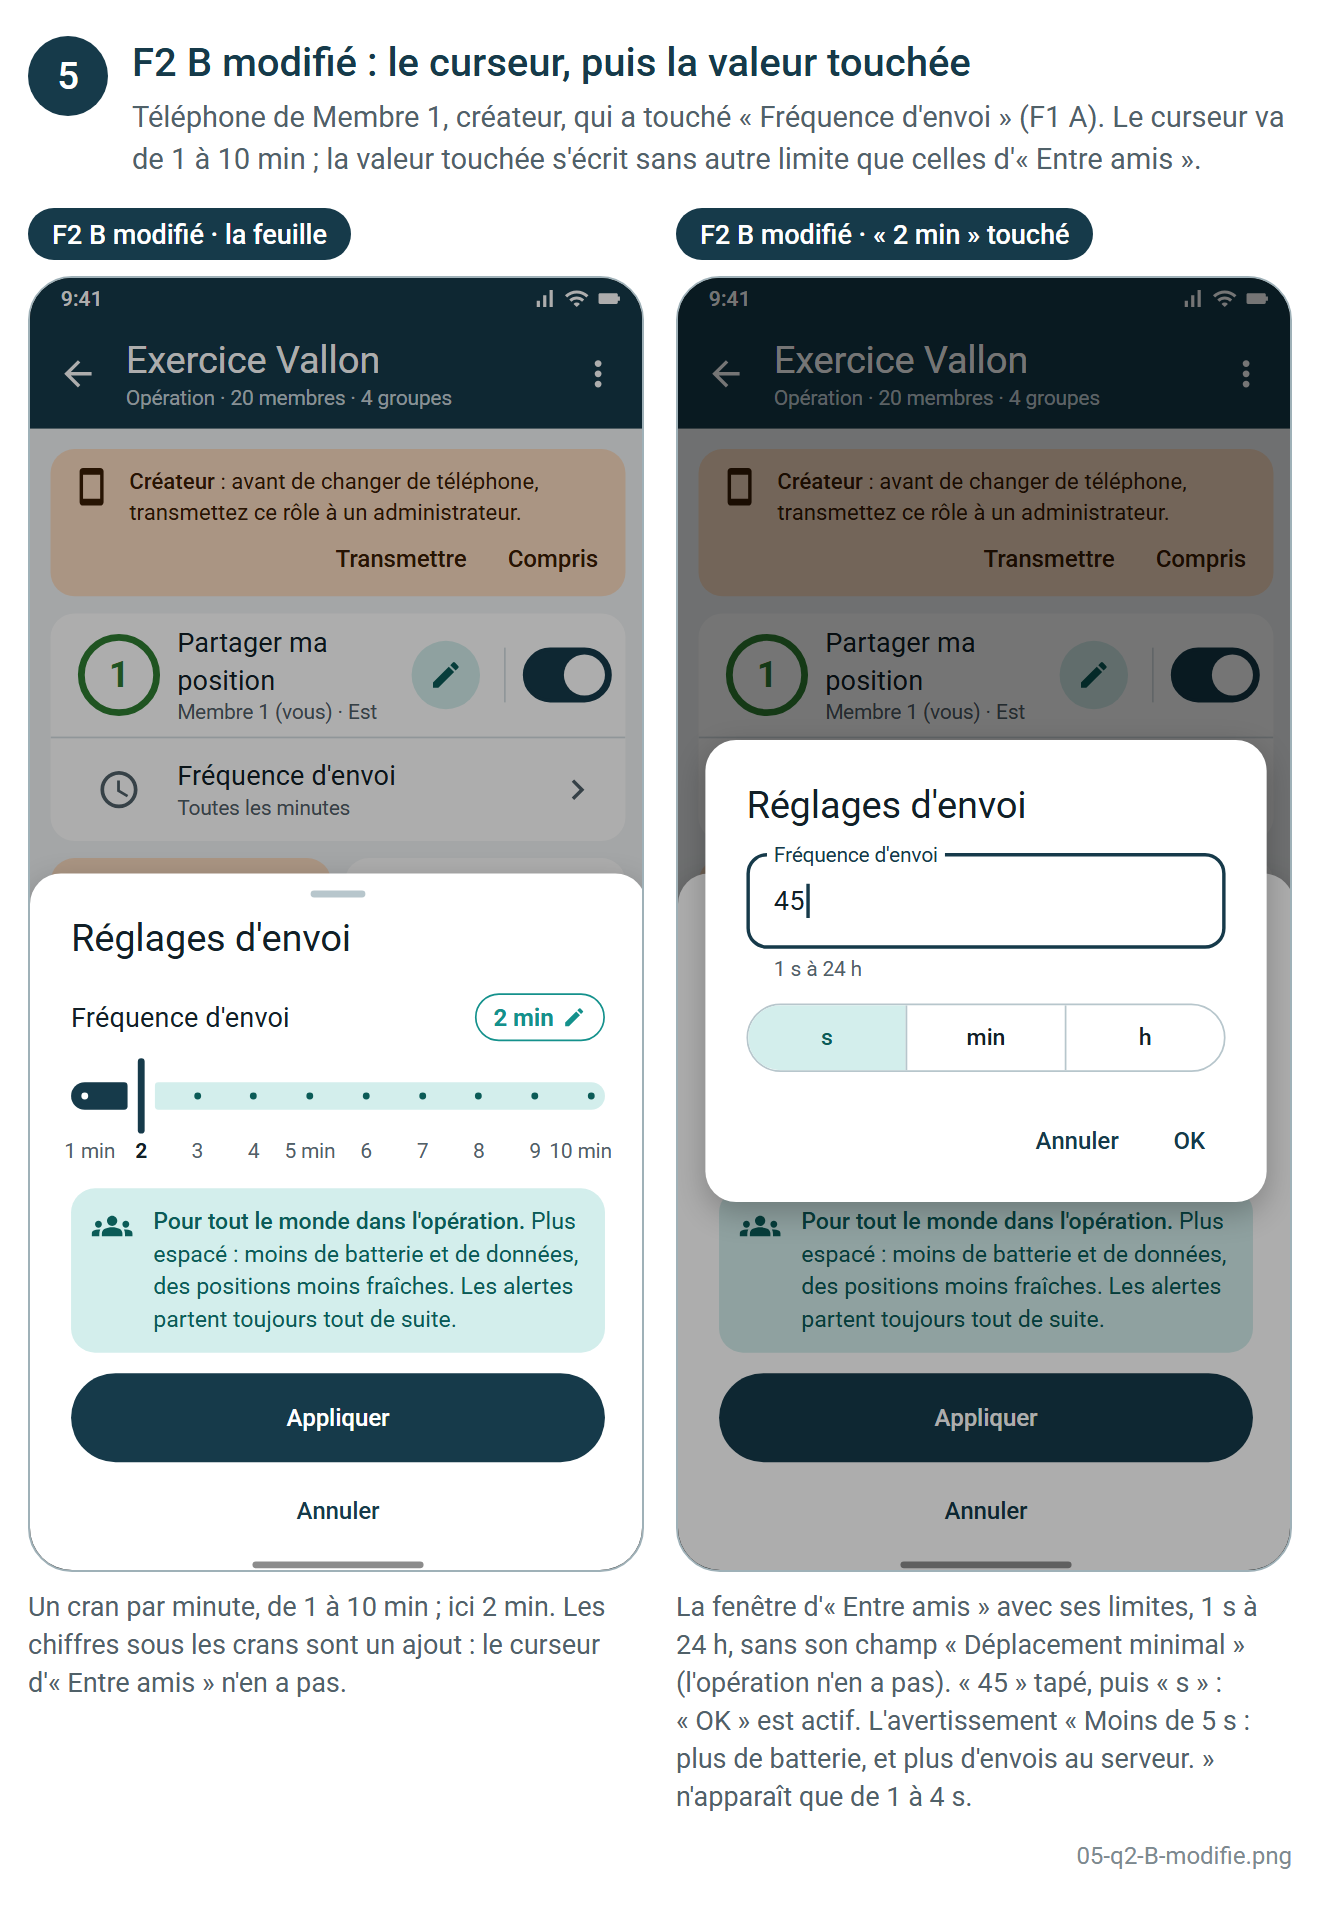 5
F2 B modifié : le curseur, puis la valeur touchée
Téléphone de Membre 1, créateur, qui a touché « Fréquence d'envoi » (F1 A). Le curseur va
de 1 à 10 min ; la valeur touchée s'écrit sans autre limite que celles d'« Entre amis ».
F2 B modifié · la feuille
9:41
Exercice Vallon
Opération · 20 membres · 4 groupes
Créateur : avant de changer de téléphone,
transmettez ce rôle à un administrateur.
Transmettre Compris
1
Partager ma
position
Membre 1 (vous) · Est
Fréquence d'envoi
Toutes les minutes
Réglages d'envoi
Fréquence d'envoi
2 min
1 min 2 3 4 5 min 6 7 8 9 10 min
Pour tout le monde dans l'opération. Plus
espacé : moins de batterie et de données,
des positions moins fraîches. Les alertes
partent toujours tout de suite.
Appliquer
Annuler
Un cran par minute, de 1 à 10 min ; ici 2 min. Les
chiffres sous les crans sont un ajout : le curseur
d'« Entre amis » n'en a pas.
F2 B modifié · « 2 min » touché
9:41
Exercice Vallon
Opération · 20 membres · 4 groupes
Créateur : avant de changer de téléphone,
transmettez ce rôle à un administrateur.
Transmettre Compris
1
Partager ma
position
Membre 1 (vous) · Est
Réglages d'envoi
Fréquence d'envoi
45
1 s à 24 h
s min h
Annuler OK
Pour tout le monde dans l'opération. Plus
espacé : moins de batterie et de données,
des positions moins fraîches. Les alertes
partent toujours tout de suite.
Appliquer
Annuler
La fenêtre d'« Entre amis » avec ses limites, 1 s à
24 h, sans son champ « Déplacement minimal »
(l'opération n'en a pas). « 45 » tapé, puis « s » :
« OK » est actif. L'avertissement « Moins de 5 s :
plus de batterie, et plus d'envois au serveur. »
n'apparaît que de 1 à 4 s.
05-q2-B-modifie.png